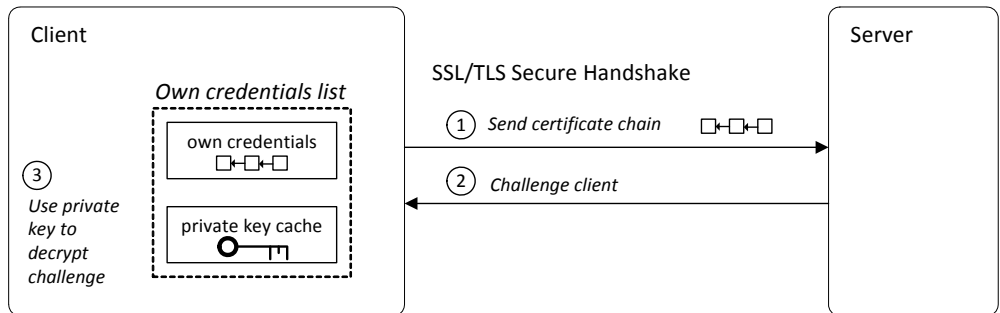 Client
Server
SSL/TLS Secure Handshake
Own credentials list
1 Send certificate chain
own credentials
2 Challenge client
3
Use private
key to
decrypt
challenge
private key cache